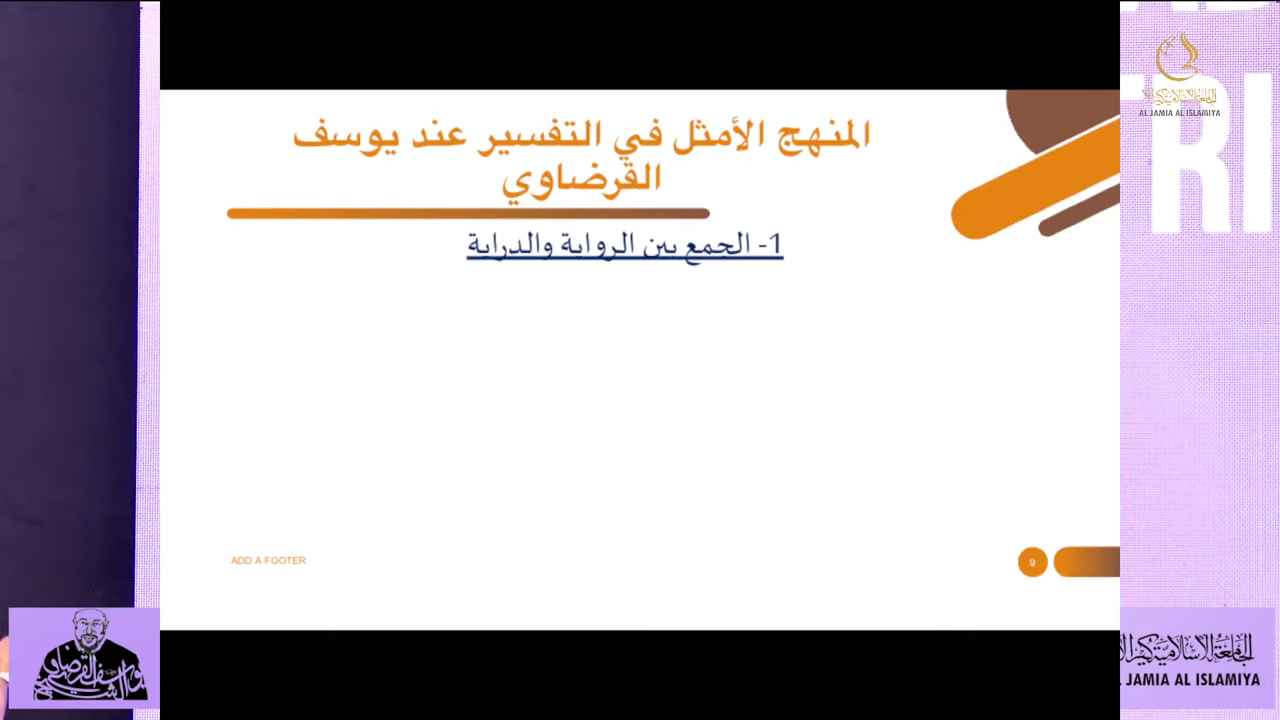 المنهج الأمثل في التفسير عند يوسف
القرضاوي
1- الجمع بين الرواية والدراية
ADD A FOOTER
9
AL JAMIA AL ISLAMIYA
JAMIA AL ISLAMIYA